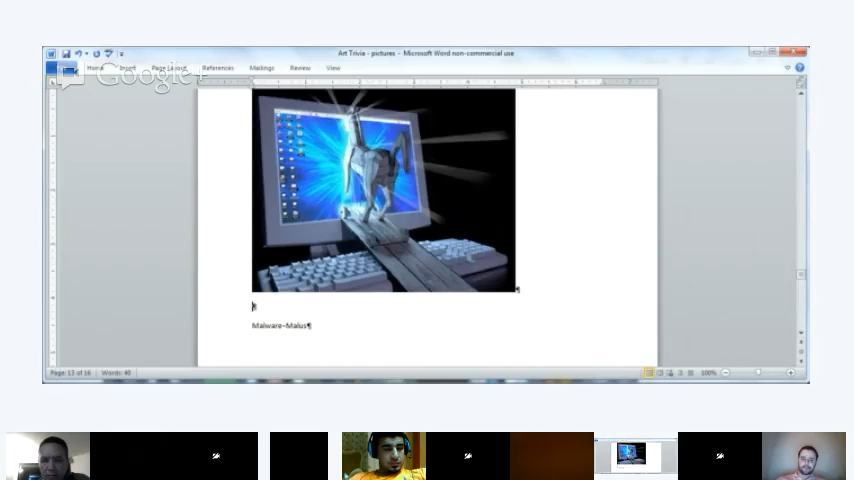 Art Trivia - pictures - Microsoft Word non-commercial use
Home Insert Page Layout References Mailings Review View
Google+
Malware-Malus¶
Page: 13 of 16 Words: 40 100%